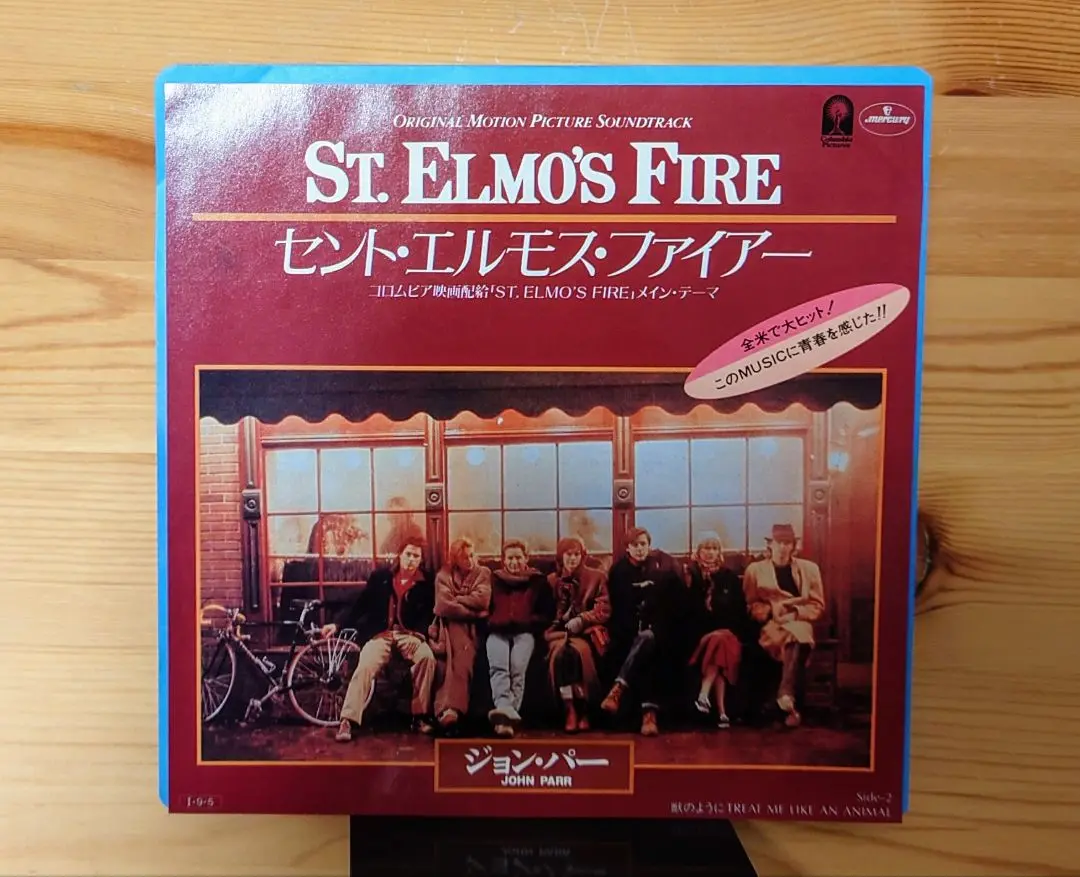 ORIGINAL MOTION PICTURE SOUNDTRACK
Columbia
Pictures
mercury
ST. ELMO'S FIRE
セント・エルモス・ファイアー
コロムビア映画配給「ST. ELMO'S FIRE」メイン・テーマ
全米で大ヒット!
このMUSICに青春を感じた!!
ジョン・パー
JOHN PARR
I-9-5
Side-2
獣のように TREAT ME LIKE AN ANIMAL